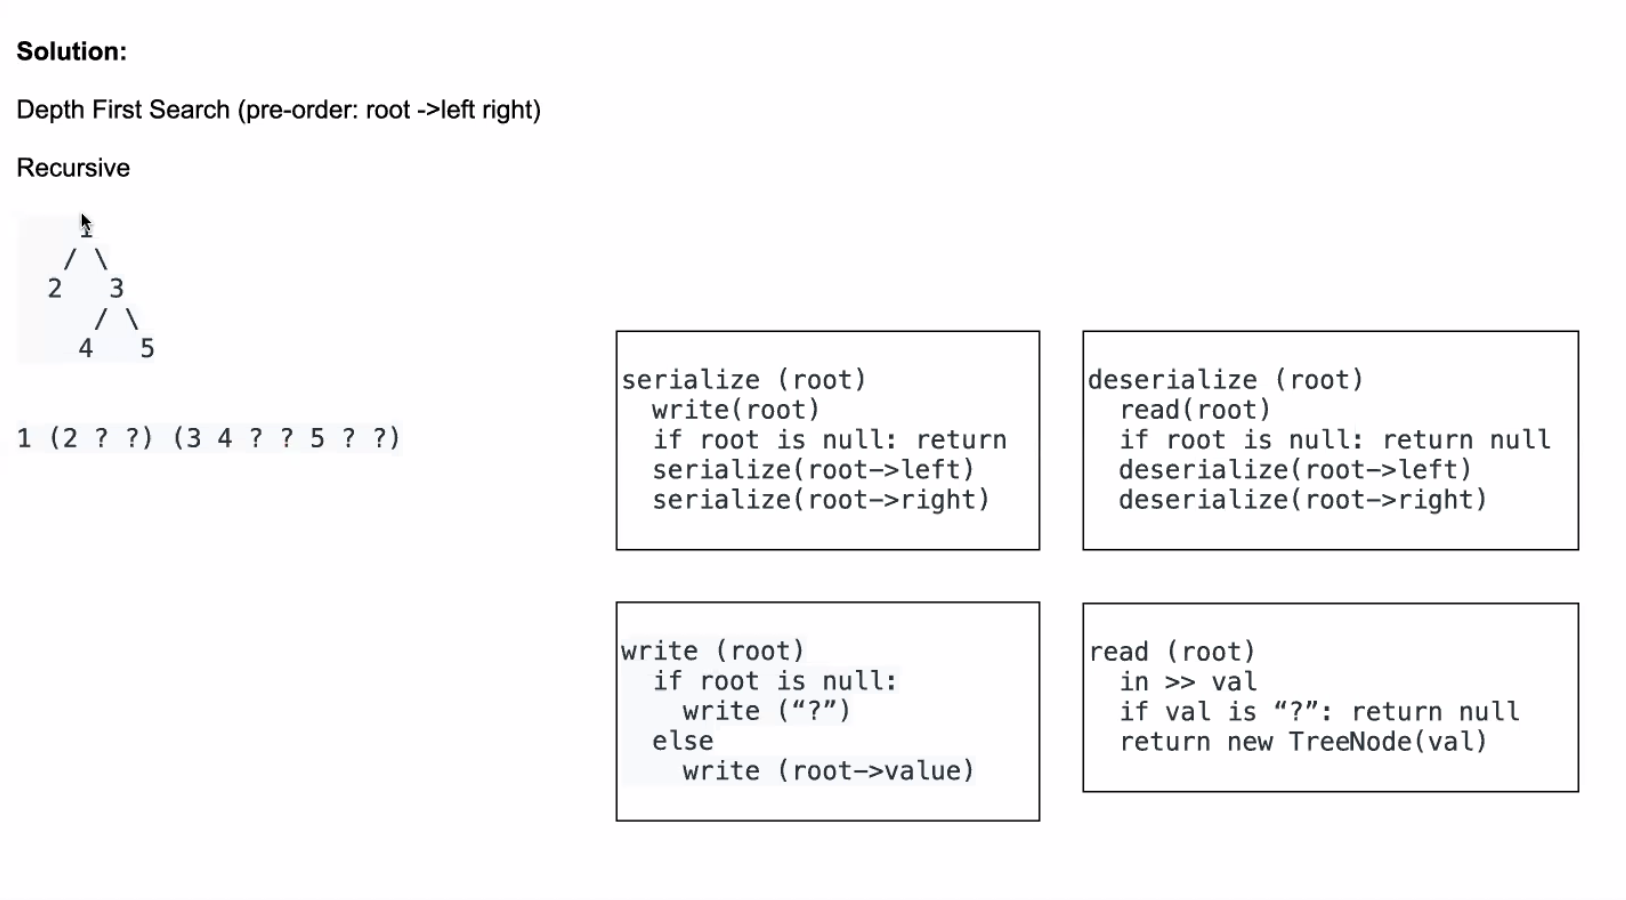 Solution:
Depth First Search (pre-order: root ->left right)
Recursive
1
/ \
2 3
/ \
4 5
1 (2 ? ?) (3 4 ? ? 5 ? ?)
serialize (root)
write(root)
if root is null: return
serialize(root->left)
serialize(root->right)
deserialize (root)
read(root)
if root is null: return null
deserialize(root->left)
deserialize(root->right)
write (root)
if root is null:
write (“?”)
else
write (root->value)
read (root)
in >> val
if val is “?”: return null
return new TreeNode(val)